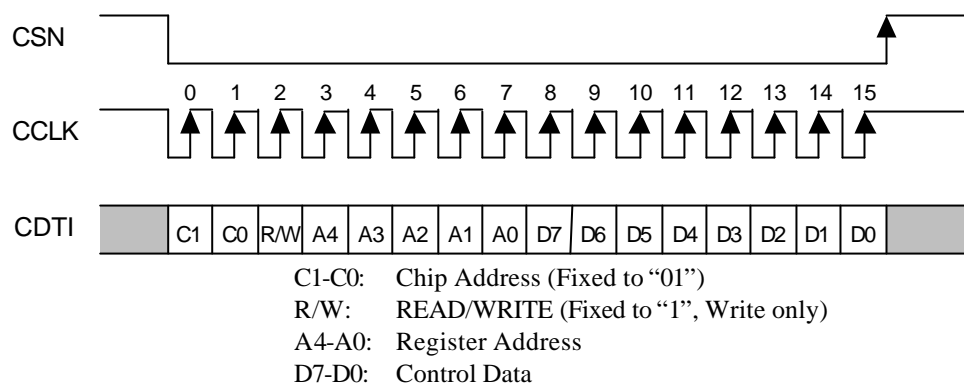 CSN
0 1 2 3 4 5 6 7 8 9 10 11 12 13 14 15
CCLK
CDTI
C1 C0 R/W A4 A3 A2 A1 A0 D7 D6 D5 D4 D3 D2 D1 D0
C1-C0: Chip Address (Fixed to “01”)
R/W: READ/WRITE (Fixed to “1”, Write only)
A4-A0: Register Address
D7-D0: Control Data